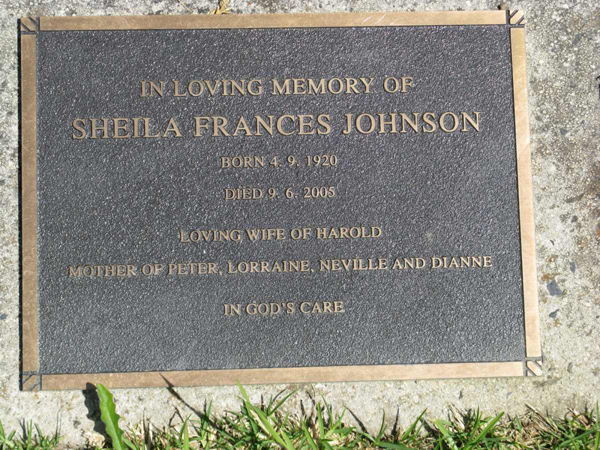 IN LOVING MEMORY OF
SHEILA FRANCES JOHNSON
BORN 4. 9. 1920
DIED 9. 6. 2005
LOVING WIFE OF HAROLD
MOTHER OF PETER, LORRAINE, NEVILLE AND DIANNE
IN GOD'S CARE